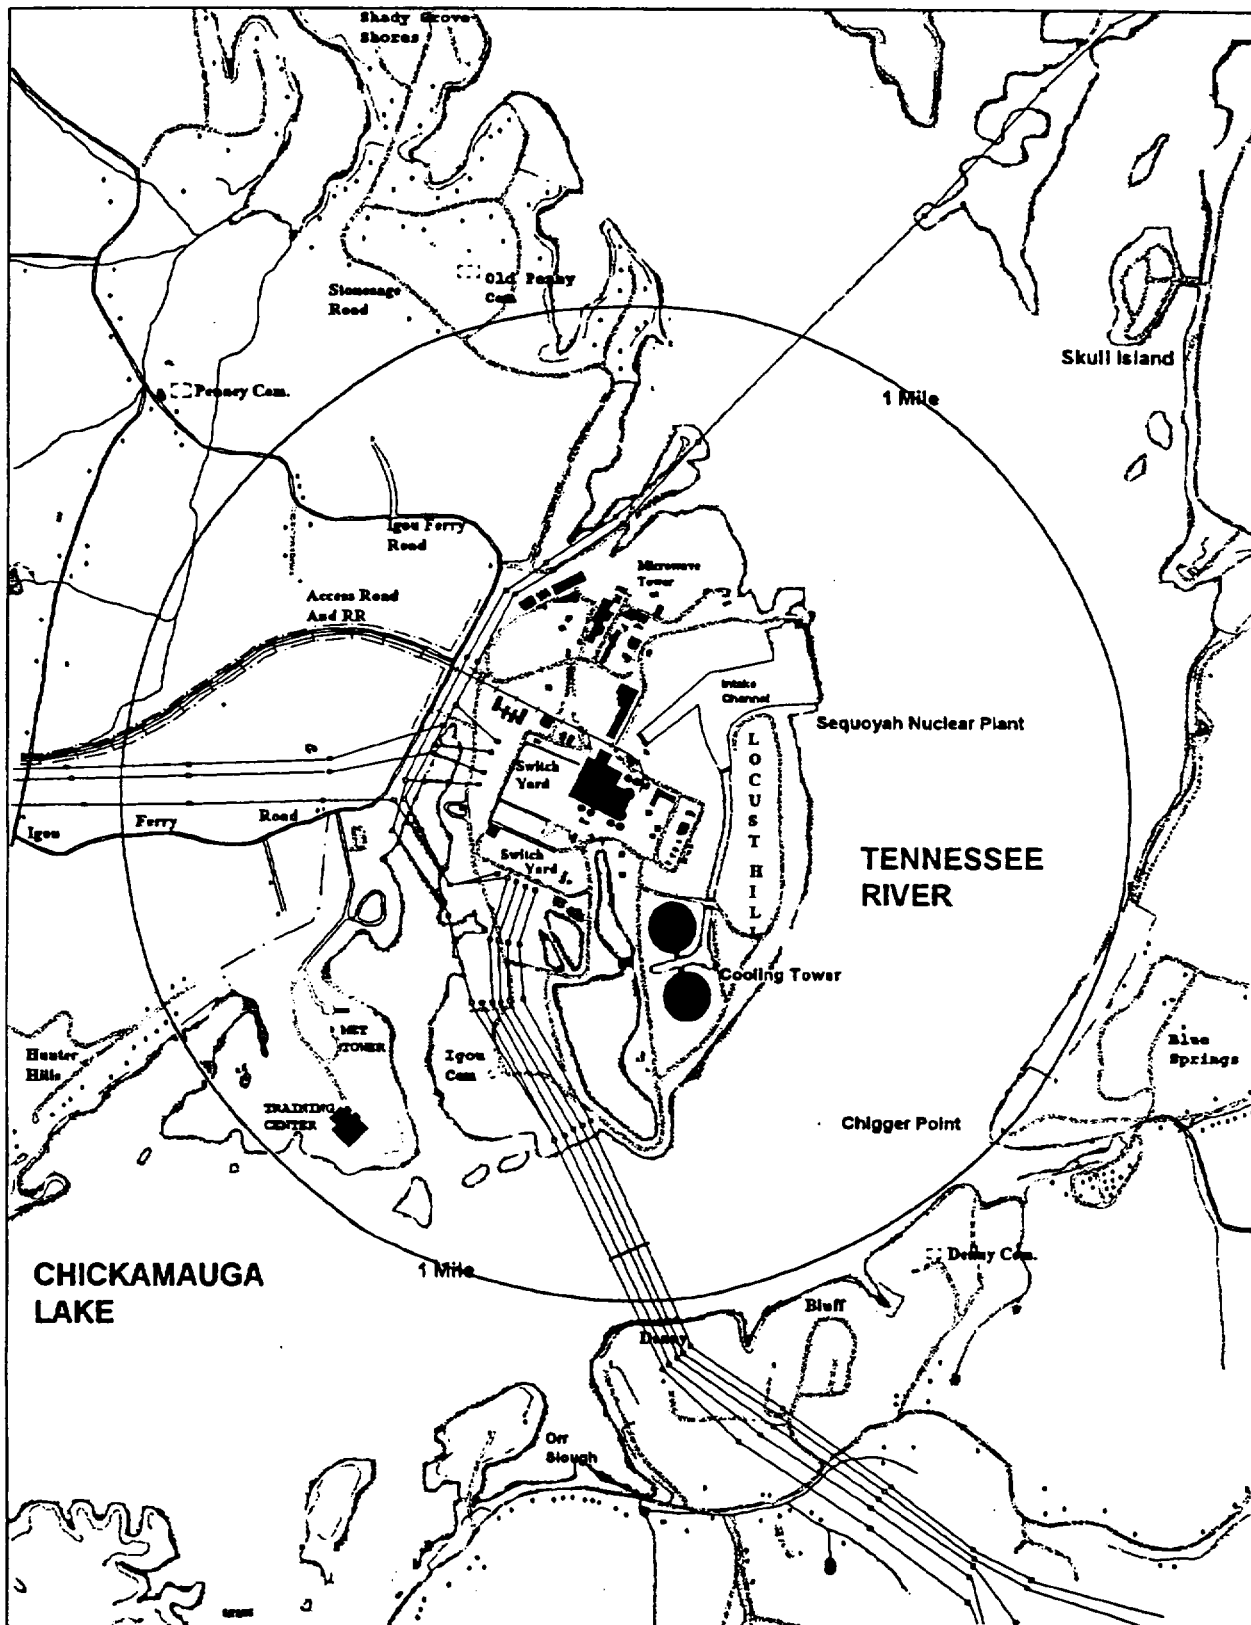 Shady Grove
Shores
Old Penny
Cem
Stonesage
Road
Skull Island
1 Mile
Penney Cem.
Igou Ferry
Road
Microwave
Tower
Access Road
And RR
Intake
Channel
Sequoyah Nuclear Plant
LOCUST HILL
Switch
Yard
Igou Ferry Road
TENNESSEE
RIVER
Switch
Yard
Cooling Tower
MET
TOWER
Igou
Cem
Hunter
Hills
Blue
Springs
TRAINING
CENTER
Chigger Point
Denny Cem.
CHICKAMAUGA
LAKE
1 Mile
Bluff
Denny
Orr
Slough